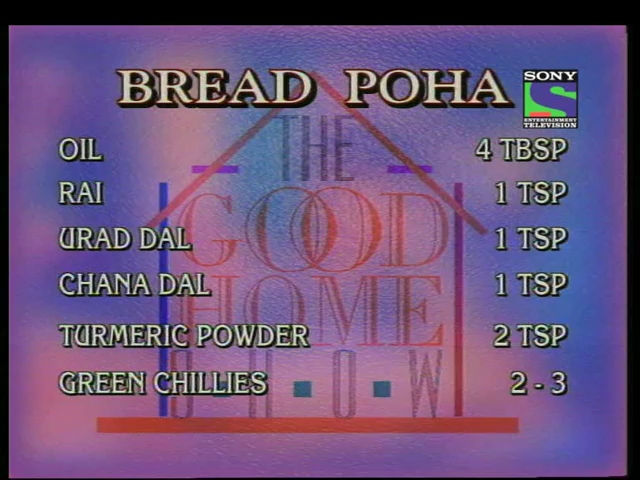 BREAD POHA
SONY
ENTERTAINMENT
TELEVISION
OIL 4 TBSP
RAI 1 TSP
URAD DAL 1 TSP
CHANA DAL 1 TSP
TURMERIC POWDER 2 TSP
GREEN CHILLIES 2 - 3
THE
GOOD
HOME
SHOW